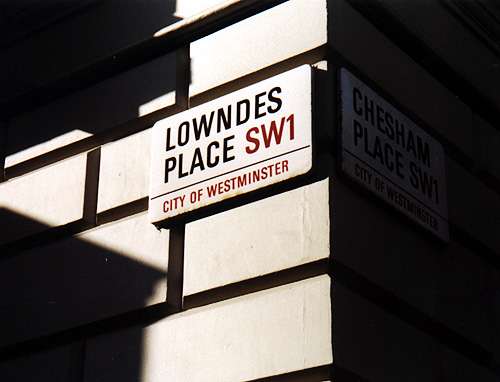 LOWNDES
PLACE SW1
CITY OF WESTMINSTER
CHESHAM
PLACE SW1
CITY OF WESTMINSTER